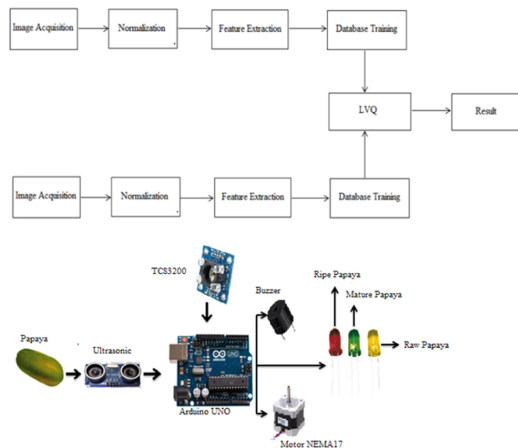 Image Acquisition
Normalization
Feature Extraction
Database Training
LVQ
Result
Image Acquisition
Normalization
Feature Extraction
Database Training
TCS3200
Buzzer
Ripe Papaya
Mature Papaya
Raw Papaya
Papaya
Ultrasonic
UNO
Arduino UNO
Motor NEMA17